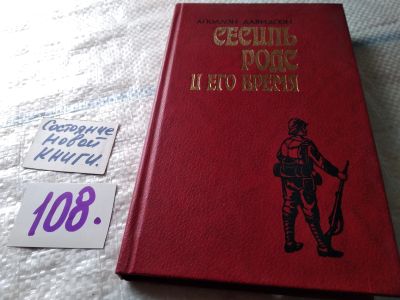 АПОЛЛОН ДАВИДСОН
СЕСИЛЬ
РОДС
И ЕГО ВРЕМЯ
Состояние
новой
книги.
108.